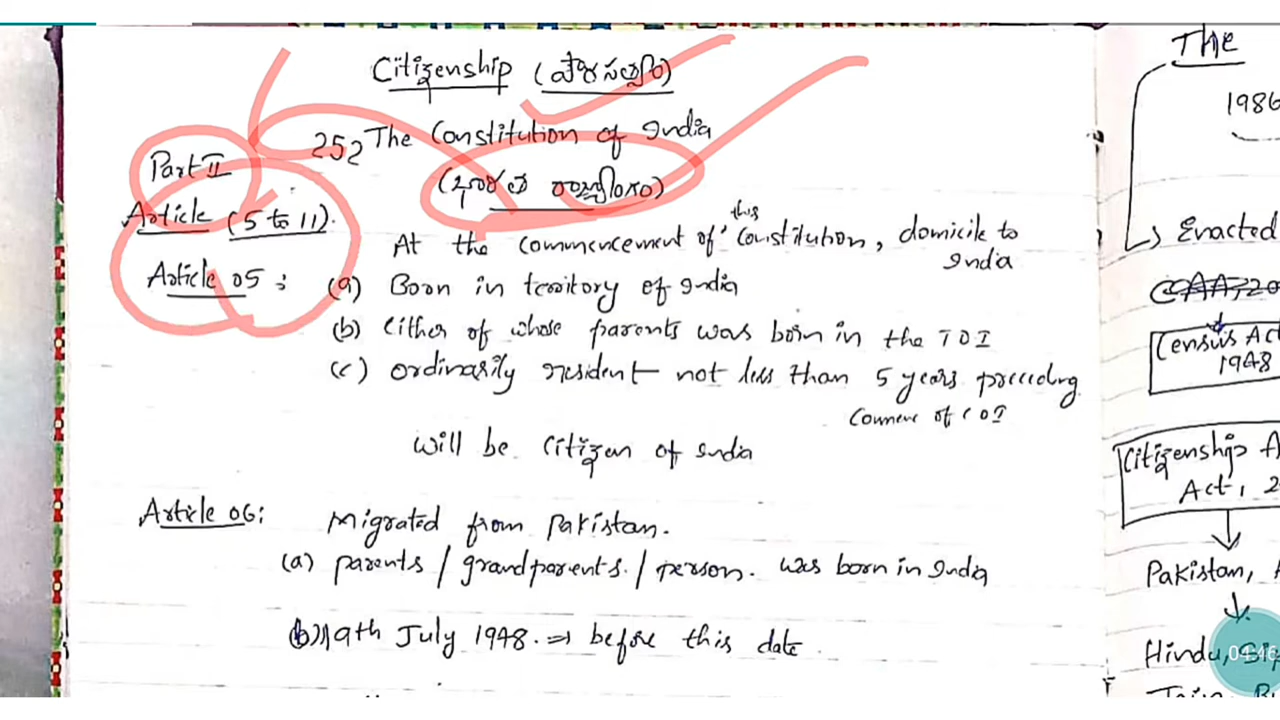 Citizenship (పౌరసత్వం)
252 The Constitution of India
Part II
(భారత రాజ్యాంగం)
Article (5 to 11).
At the commencement of this Constitution, domicile to India
Article 05 :
(a) Born in territory of India
(b) Either of whose parents was born in the TOI
(c) ordinarily resident not less than 5 years preceeding
Commence of COI
will be citizen of India
Article 06:
Migrated from Pakistan.
(a) parents / grandparents / person. was born in India
(b) 19th July 1948 ⇒ before this date
The
1986
Enacted
Census Act
1948
Citizenship A
Act, 2
Pakistan,
Hindu,
04:46